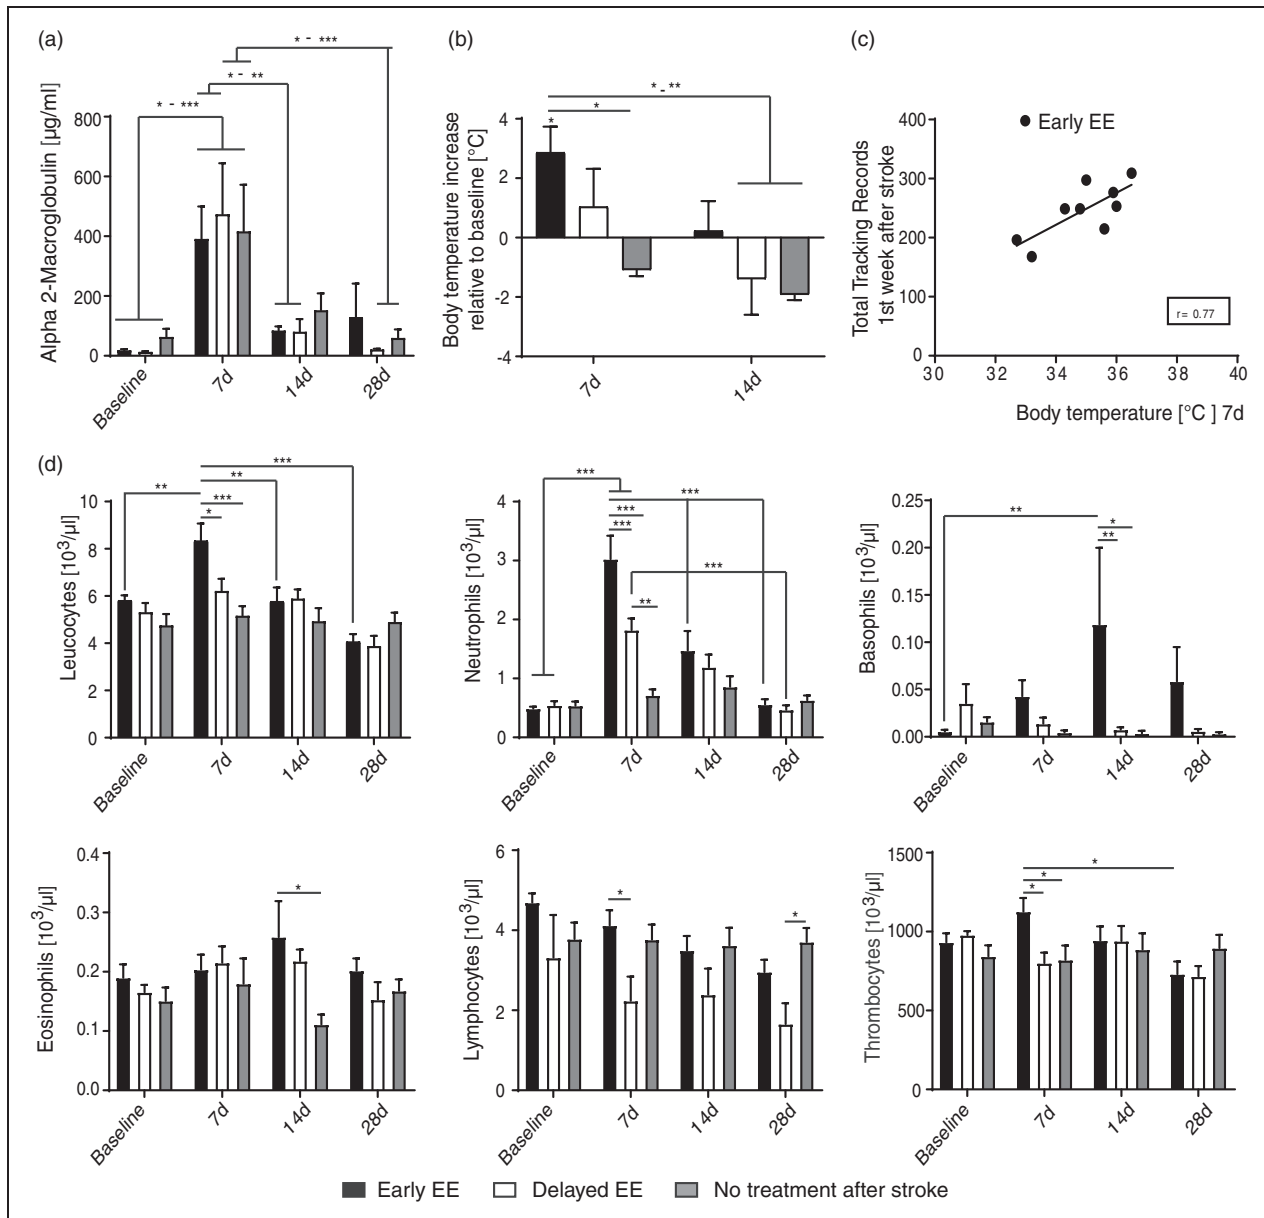 (a)
* - ***
* - **
* - ***
Alpha 2-Macroglobulin [µg/ml]
800
600
400
200
0
Baseline
7d
14d
28d
(b)
* - **
*
*
Body temperature increase
relative to baseline [°C]
4
2
0
-2
-4
7d
14d
(c)
Early EE
Total Tracking Records
1st week after stroke
400
300
200
100
0
r= 0.77
30
32
34
36
38
40
Body temperature [°C ] 7d
(d)
***
**
**
***
*
Leucocytes [10³/µl]
10
8
6
4
2
0
Baseline
7d
14d
28d
***
***
***
***
***
**
Neutrophils [10³/µl]
4
3
2
1
0
Baseline
7d
14d
28d
**
*
**
Basophils [10³/µl]
0.25
0.20
0.15
0.10
0.05
0.00
Baseline
7d
14d
28d
*
Eosinophils [10³/µl]
0.4
0.3
0.2
0.1
0.0
Baseline
7d
14d
28d
*
*
Lymphocytes [10³/µl]
6
4
2
0
Baseline
7d
14d
28d
*
*
*
Thrombocytes [10³/µl]
1500
1000
500
0
Baseline
7d
14d
28d
Early EE
Delayed EE
No treatment after stroke